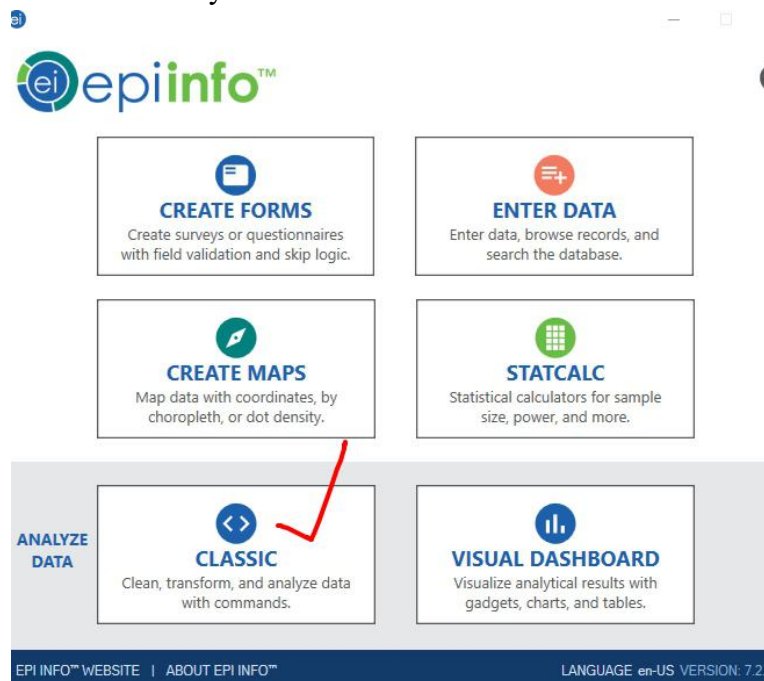 ei
ei epiinfo™
CREATE FORMS
Create surveys or questionnaires
with field validation and skip logic.
ENTER DATA
Enter data, browse records, and
search the database.
CREATE MAPS
Map data with coordinates, by
choropleth, or dot density.
STATCALC
Statistical calculators for sample
size, power, and more.
ANALYZE
DATA
CLASSIC
Clean, transform, and analyze data
with commands.
VISUAL DASHBOARD
Visualize analytical results with
gadgets, charts, and tables.
EPI INFO™ WEBSITE | ABOUT EPI INFO™
LANGUAGE en-US VERSION: 7.2